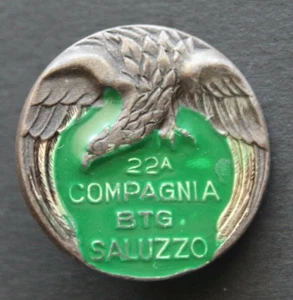 22A
COMPAGNIA
BTG.
SALUZZO